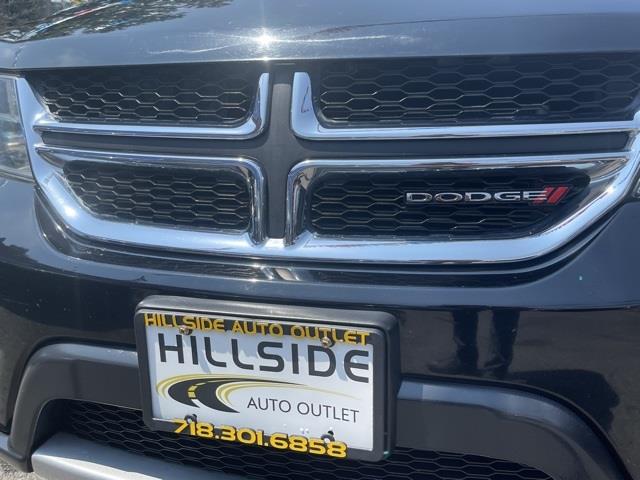 DODGE
HILLSIDE AUTO OUTLET
HILLSIDE
AUTO OUTLET
718.301.6858